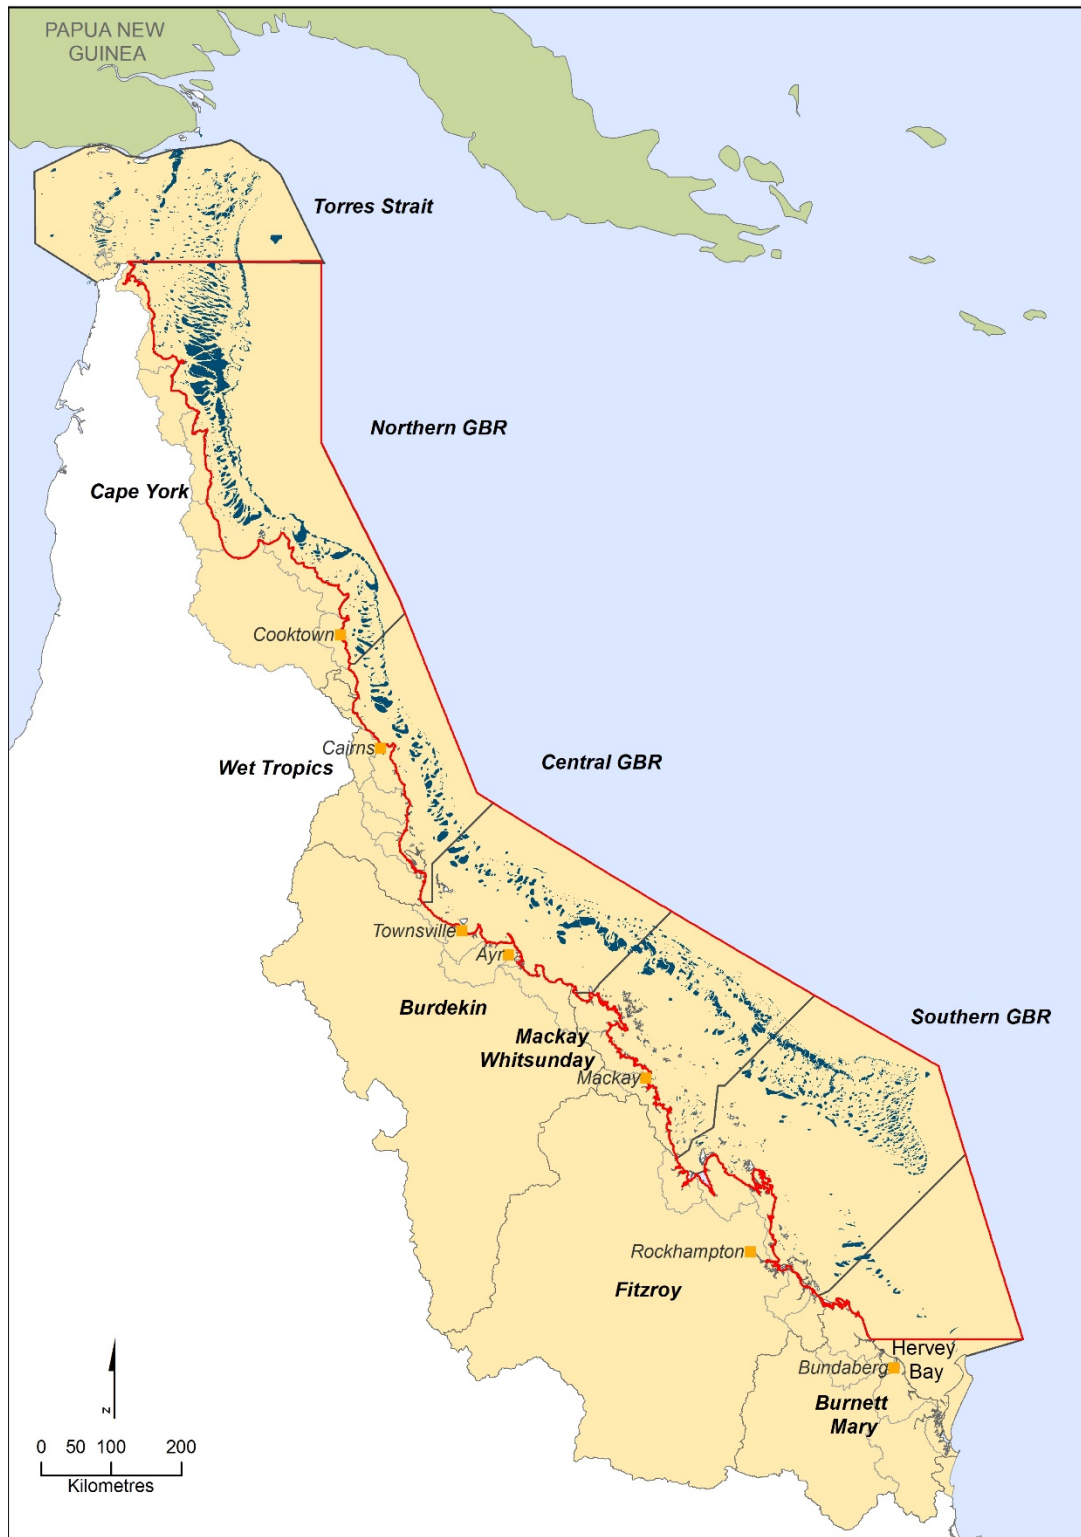 PAPUA NEW
GUINEA
Torres Strait
Northern GBR
Cape York
Cooktown
Cairns
Wet Tropics
Central GBR
Townsville
Ayr
Burdekin
Southern GBR
Mackay
Whitsunday
Mackay
Rockhampton
Fitzroy
Hervey
Bay
Bundaberg
Burnett
Mary
N
0 50 100 200
Kilometres